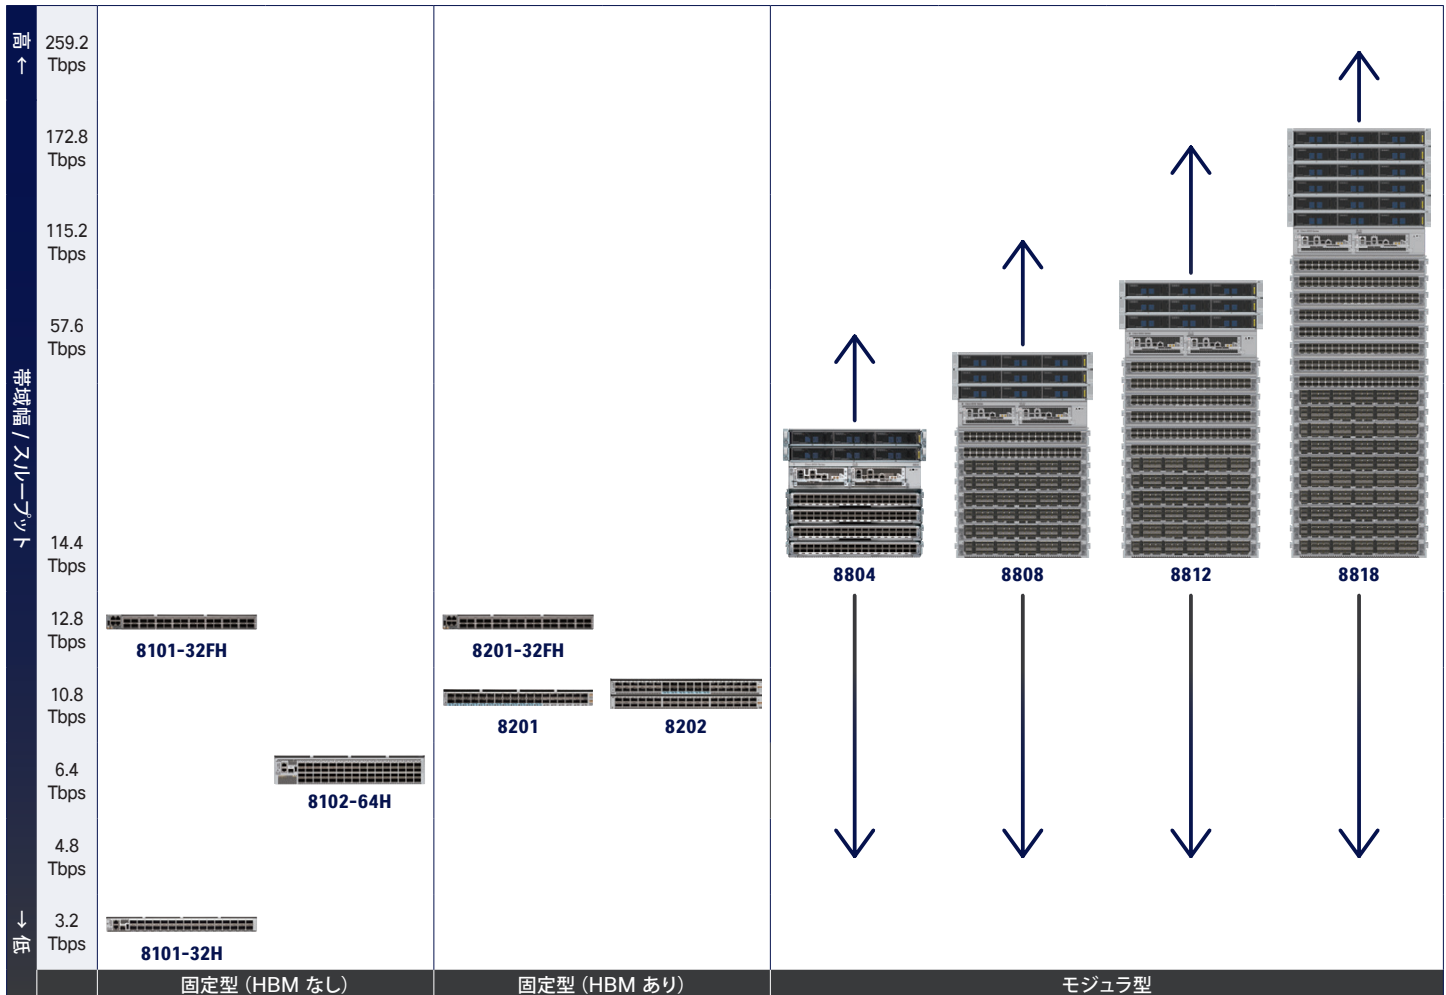 高 ←
259.2
Tbps
172.8
Tbps
115.2
Tbps
57.6
Tbps
帯域幅 / スループット
14.4
Tbps
8804
8808
8812
8818
12.8
Tbps
8101-32FH
8201-32FH
10.8
Tbps
8201
8202
6.4
Tbps
8102-64H
4.8
Tbps
3.2
Tbps
→ 低
8101-32H
固定型（HBM なし）
固定型（HBM あり）
モジュラ型